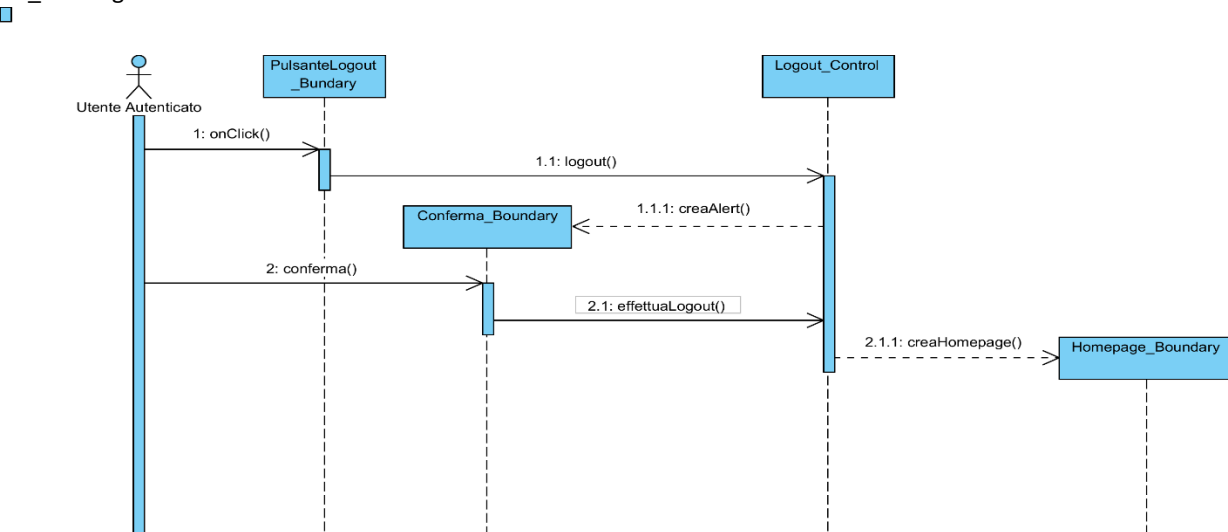 PulsanteLogout
_Bundary
Logout_Control
Utente Autenticato
1: onClick()
1.1: logout()
1.1.1: creaAlert()
Conferma_Boundary
2: conferma()
2.1: effettuaLogout()
2.1.1: creaHomepage()
Homepage_Boundary